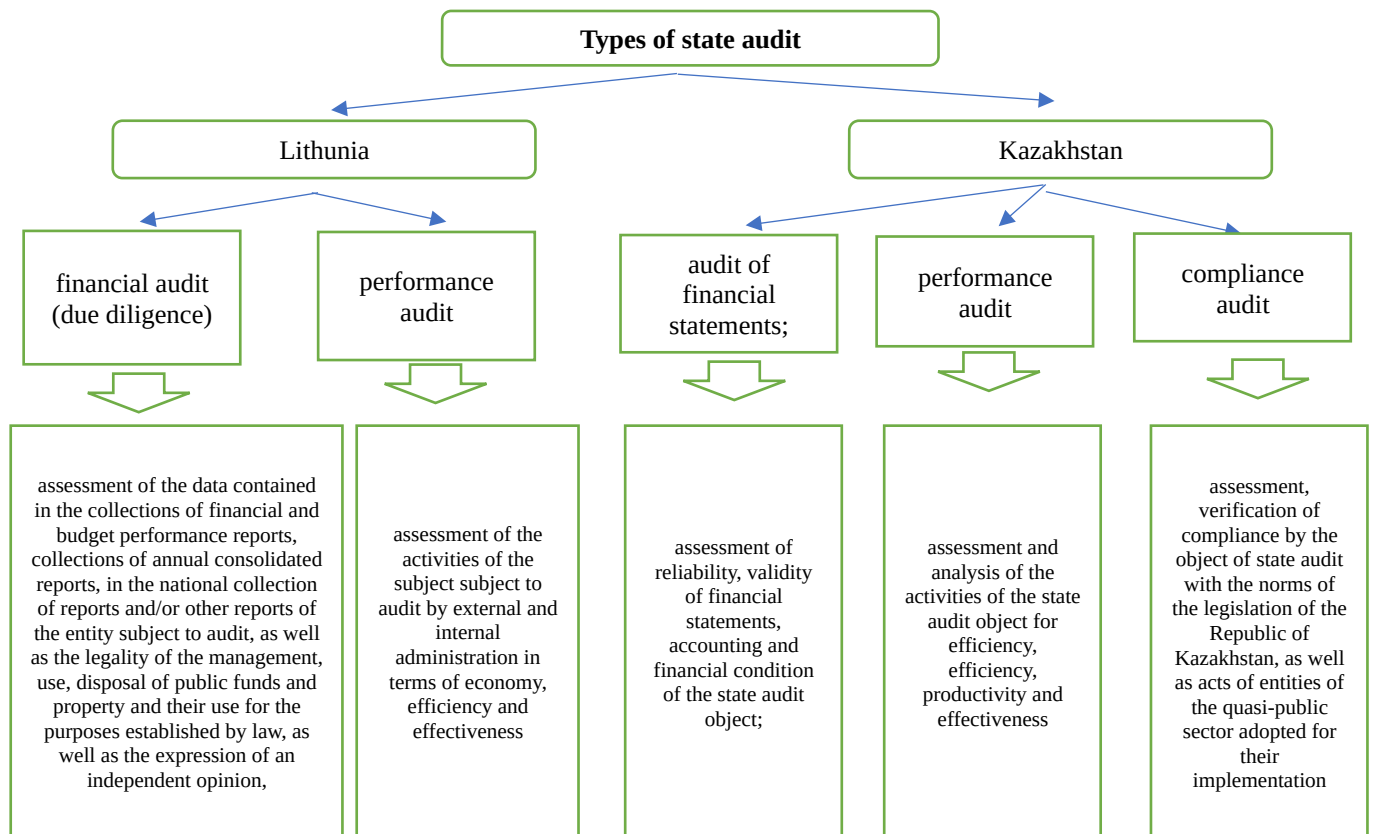 Types of state audit
Lithunia
Kazakhstan
financial audit
(due diligence)
performance
audit
audit of
financial
statements;
performance
audit
compliance
audit
assessment of the data contained
in the collections of financial and
budget performance reports,
collections of annual consolidated
reports, in the national collection
of reports and/or other reports of
the entity subject to audit, as well
as the legality of the management,
use, disposal of public funds and
property and their use for the
purposes established by law, as
well as the expression of an
independent opinion,
assessment of the
activities of the
subject subject to
audit by external and
internal
administration in
terms of economy,
efficiency and
effectiveness
assessment of
reliability, validity
of financial
statements,
accounting and
financial condition
of the state audit
object;
assessment and
analysis of the
activities of the state
audit object for
efficiency,
efficiency,
productivity and
effectiveness
assessment,
verification of
compliance by the
object of state audit
with the norms of
the legislation of the
Republic of
Kazakhstan, as well
as acts of entities of
the quasi-public
sector adopted for
their
implementation